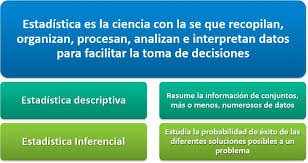 Estadística es la ciencia con la se que recopilan,
organizan, procesan, analizan e interpretan datos
para facilitar la toma de decisiones
Estadística descriptiva
Resume la información de conjuntos,
más o menos, numerosos de datos
Estadística Inferencial
Estudia la probabilidad de éxito de las
diferentes soluciones posibles a un
problema